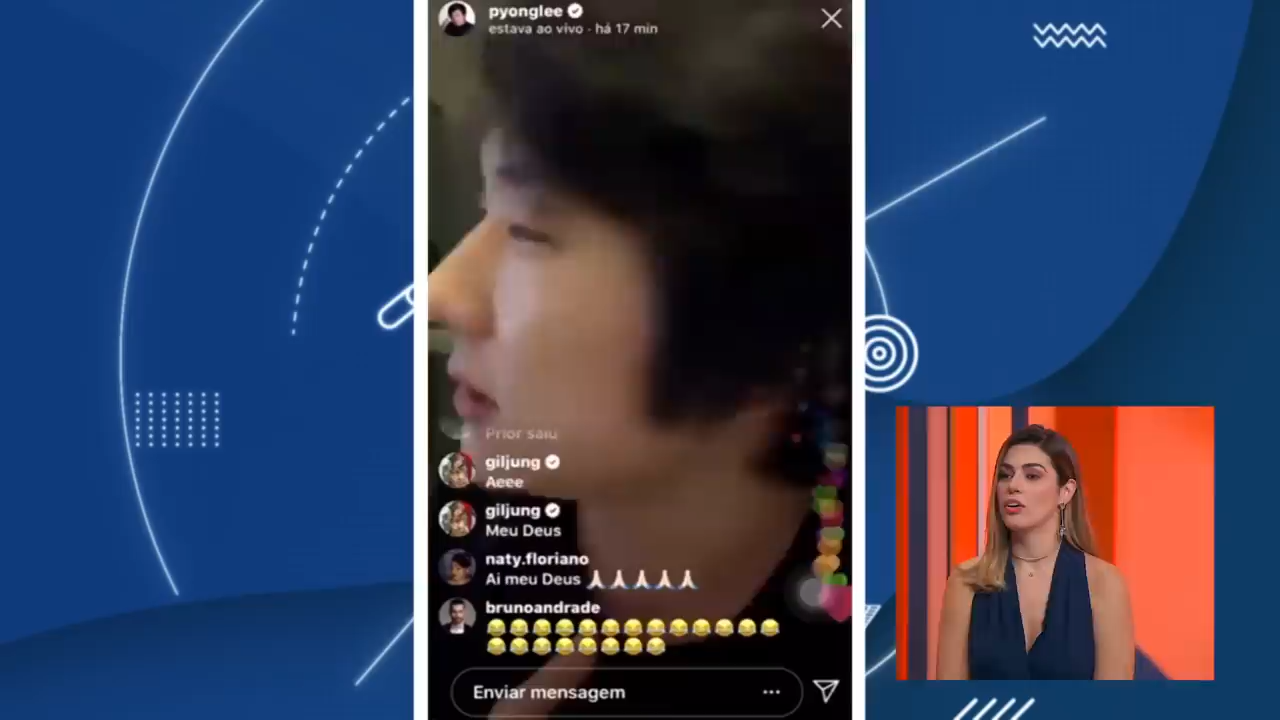 pyonglee
estava ao vivo · há 17 min
Prior saiu
giljung
Aeee
giljung
Meu Deus
naty.floriano
Ai meu Deus 🙏🏻🙏🏻🙏🏻🙏🏻🙏🏻
brunoandrade
😂😂😂😂😂😂😂😂😂😂😂😂😂
😂😂😂😂😂😂😂😂
Enviar mensagem